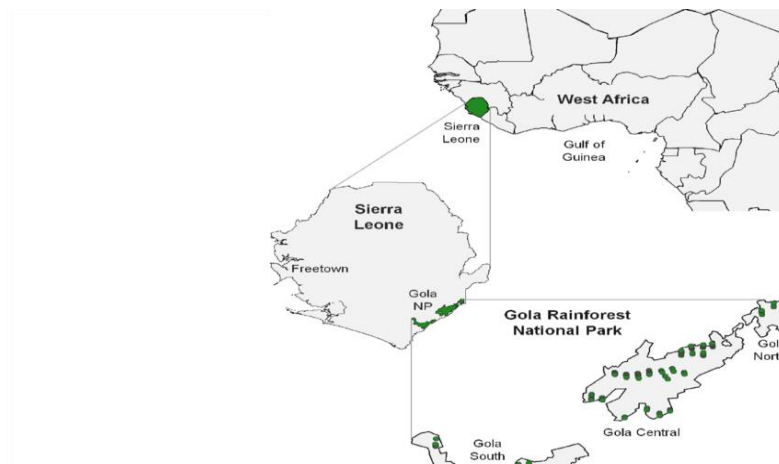 West Africa
Sierra
Leone
Gulf of
Guinea
Sierra
Leone
Freetown
Gola
NP
Gola Rainforest
National Park
Gola Central
Gola
South